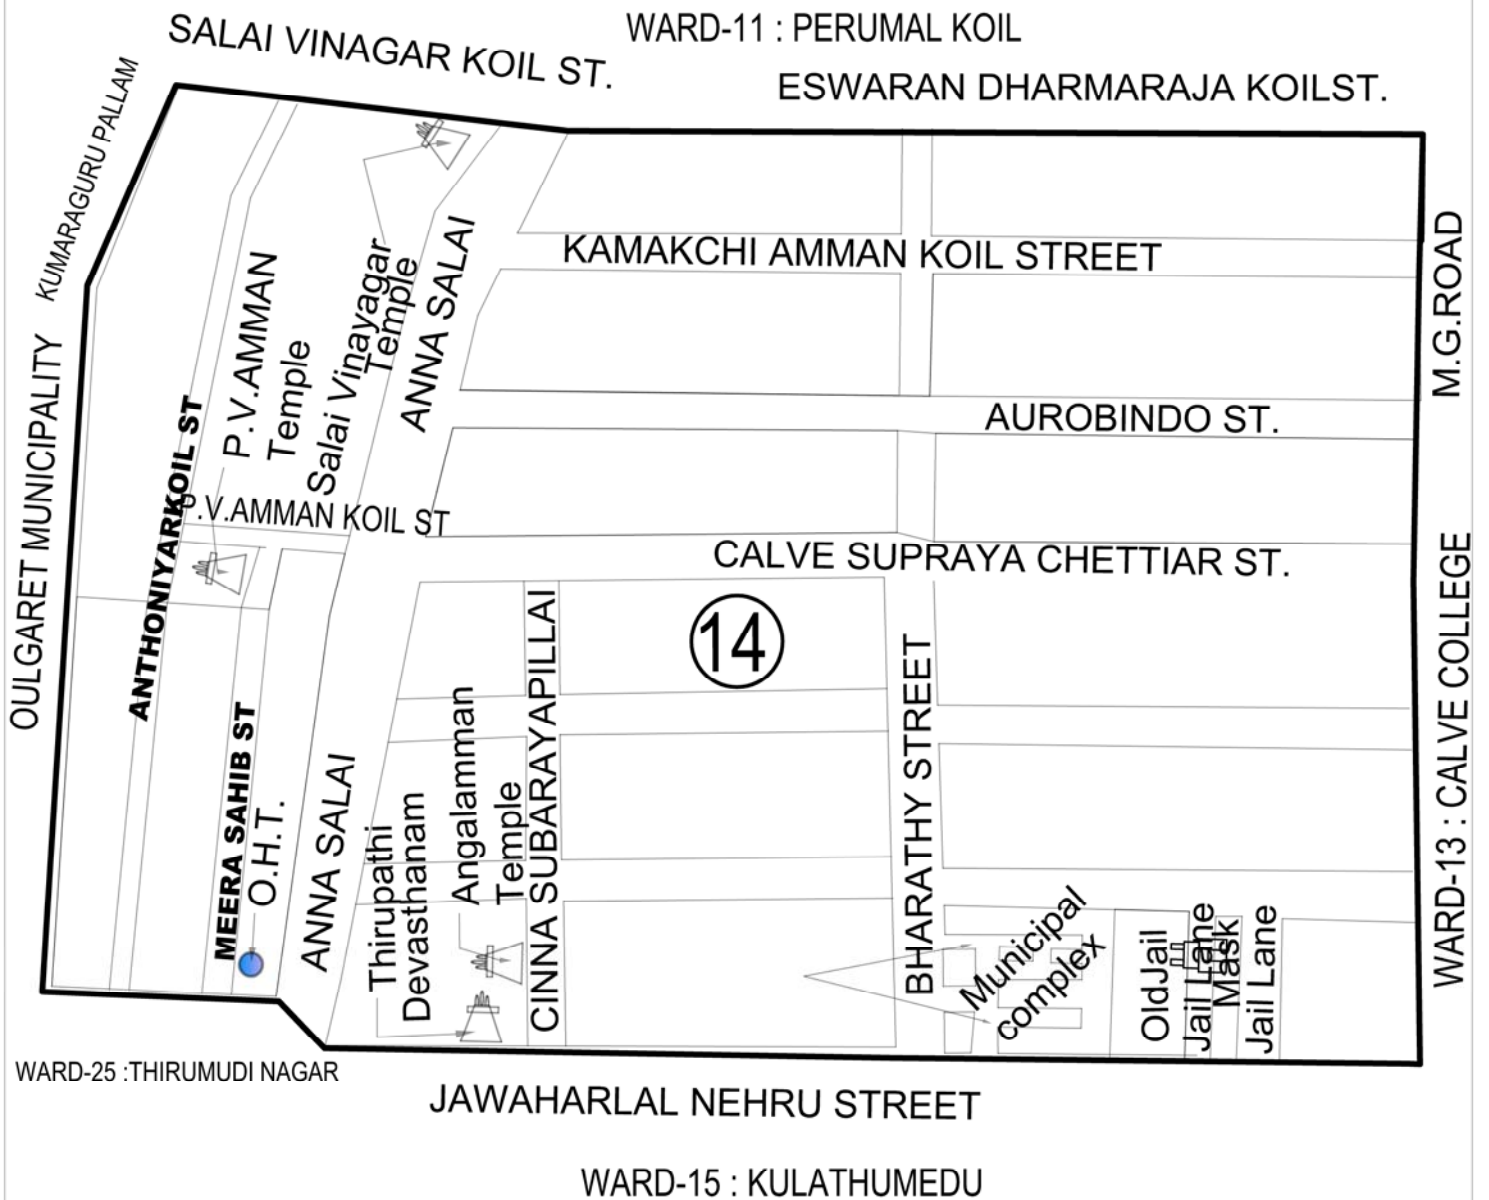 WARD-11 : PERUMAL KOIL
SALAI VINAGAR KOIL ST.
ESWARAN DHARMARAJA KOILST.
KUMARAGURU PALLAM
OULGARET MUNICIPALITY
M.G.ROAD
WARD-13 : CALVE COLLEGE
KAMAKCHI AMMAN KOIL STREET
ANNA SALAI
Salai Vinayagar
Temple
P.V.AMMAN
Temple
AUROBINDO ST.
ANTHONIYARKOIL ST
P.V.AMMAN KOIL ST
CALVE SUPRAYA CHETTIAR ST.
14
CINNA SUBARAYAPILLAI
BHARATHY STREET
MEERA SAHIB ST
O.H.T.
ANNA SALAI
Thirupathi
Devasthanam
Angalamman
Temple
Municipal
complex
OldJail
Jail Lane
Mask
Jail Lane
WARD-25 :THIRUMUDI NAGAR
JAWAHARLAL NEHRU STREET
WARD-15 : KULATHUMEDU